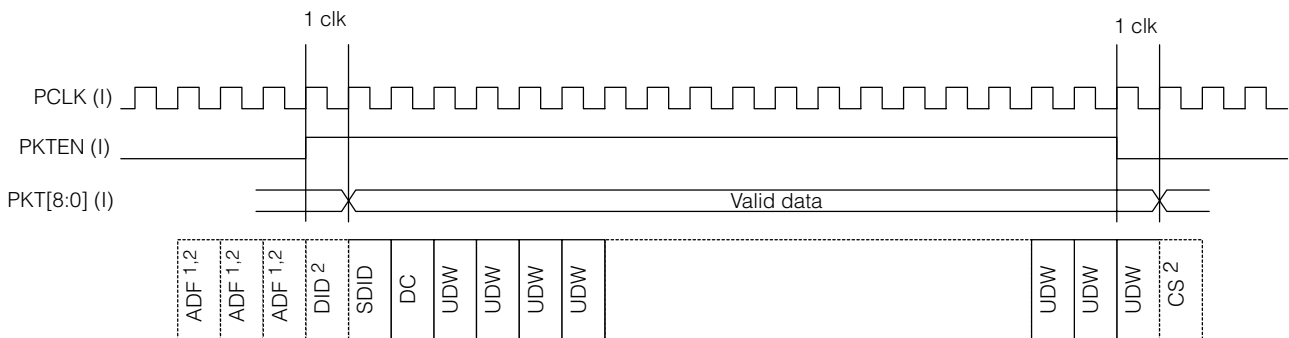 1 clk
1 clk
PCLK (I)
PKTEN (I)
PKT[8:0] (I)
Valid data
ADF 1,2
ADF 1,2
ADF 1,2
DID 2
SDID
DC
UDW
UDW
UDW
UDW
UDW
UDW
UDW
CS 2